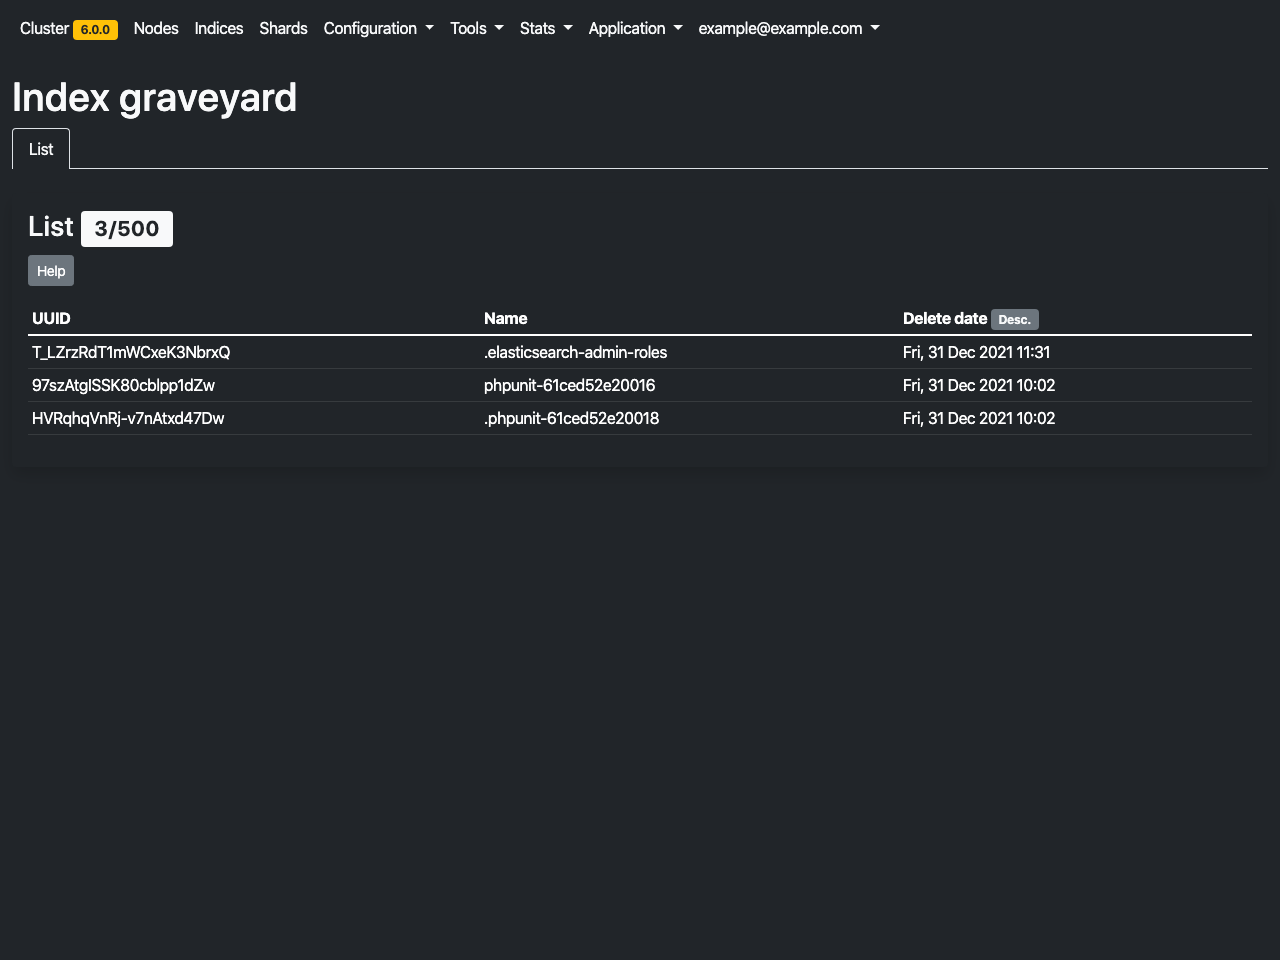 Cluster 6.0.0 Nodes Indices Shards Configuration Tools Stats Application example@example.com
Index graveyard
List
List 3/500
Help
UUID Name Delete date Desc.
T_LZrzRdT1mWCxeK3NbrxQ .elasticsearch-admin-roles Fri, 31 Dec 2021 11:31
97szAtglSSK80cblpp1dZw phpunit-61ced52e20016 Fri, 31 Dec 2021 10:02
HVRqhqVnRj-v7nAtxd47Dw .phpunit-61ced52e20018 Fri, 31 Dec 2021 10:02